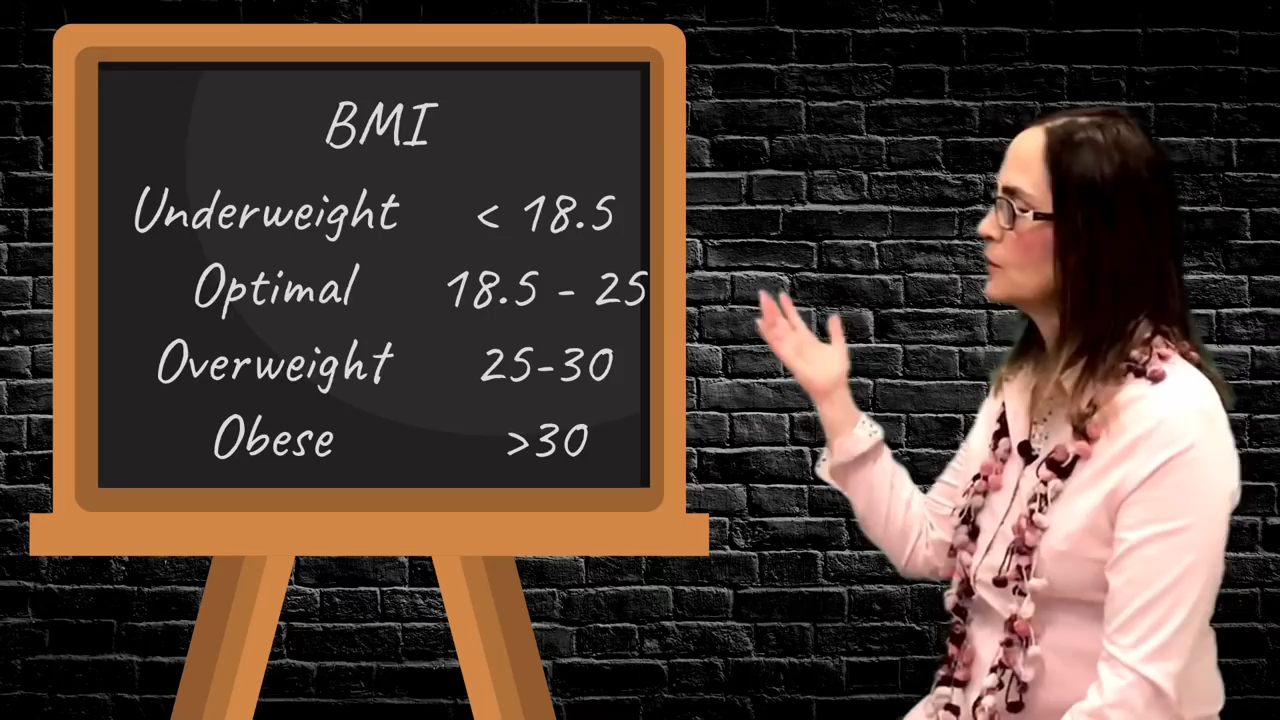 BMI
Underweight < 18.5
Optimal 18.5 - 25
Overweight 25-30
Obese >30